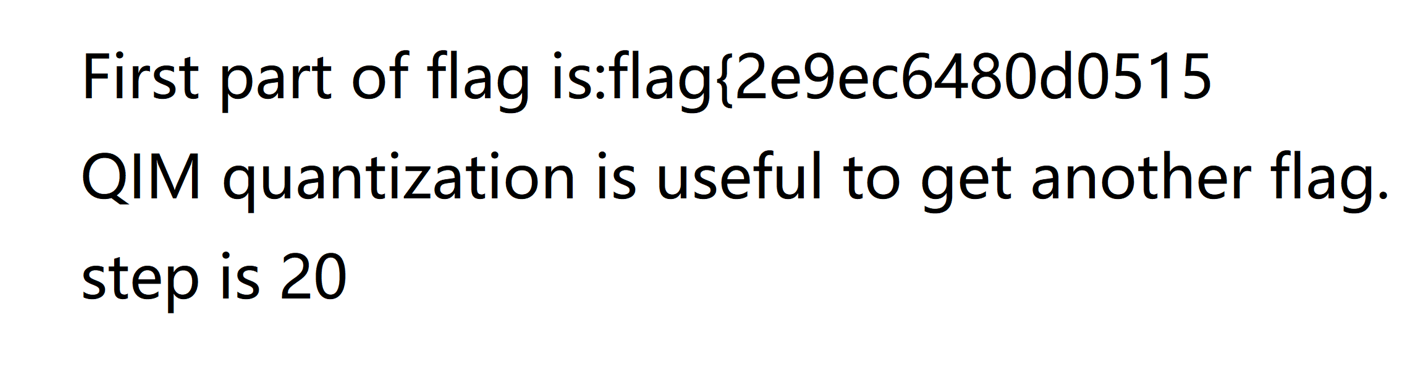 First part of flag is:flag{2e9ec6480d0515
QIM quantization is useful to get another flag.
step is 20